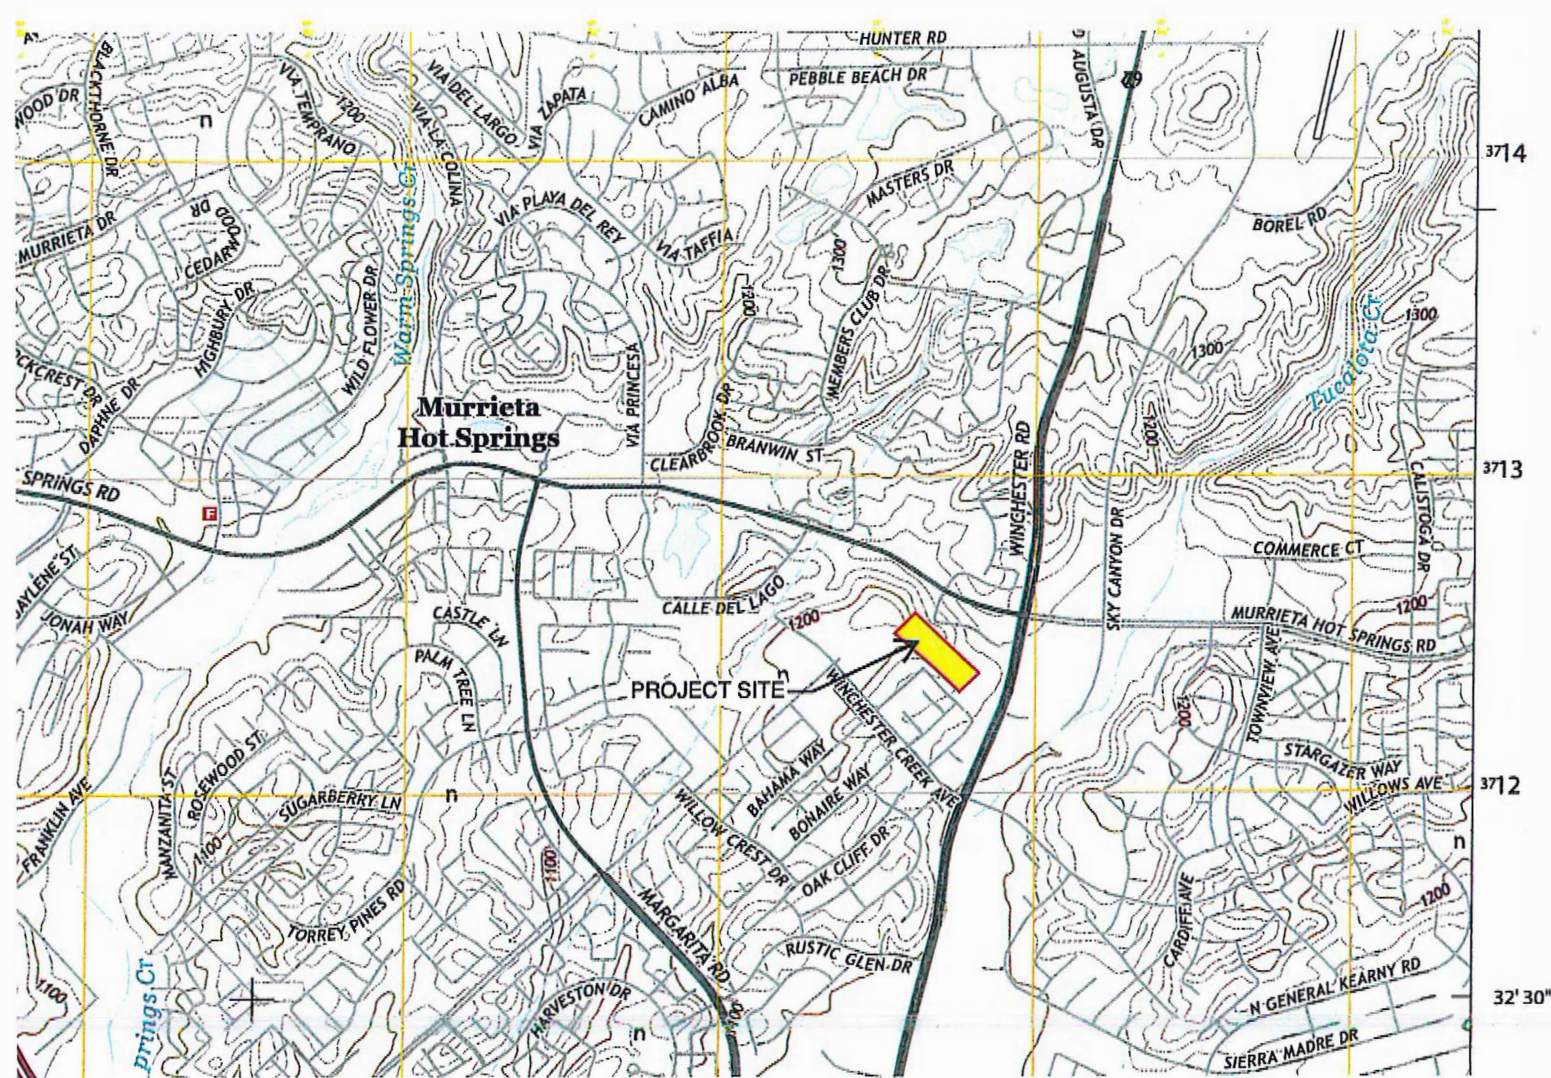 HUNTER RD
BLACKTHORNE DR
WOOD DR
VIA TEMPRANO
1200
VIA DEL LARGO
VIA LA COLINA
VIA ZAPATA
CAMINO ALBA
PEBBLE BEACH DR
AUGUSTA DR
79
n
3714
MASTERS DR
MURRIETA DR
CEDARWOOD DR
Warm Springs Cr
VIA PLAYA DEL REY
VIA TAFFIA
BOREL RD
1300
HIGHBURY DR
WILD FLOWER DR
1200
MEMBERS CLUB DR
Tucalota Cr
1300
1300
OCKCREST DR
DAPHNE DR
VIA PRINCESA
Murrieta
Hot Springs
CLEARBROOK DR
BRANWIN ST
WINCHESTER RD
1200
3713
SPRINGS RD
F
CALISTOGA DR
SKY CANYON DR
COMMERCE CT
GAYLENE ST
JONAH WAY
CASTLE LN
CALLE DEL LAGO
1200
1200
MURRIETA HOT SPRINGS RD
PALM TREE LN
n
PROJECT SITE
WINCHESTER CREEK AVE
1200
TOWNVIEW AVE
ROSEWOOD ST
BAHAMA WAY
STARGAZER WAY
MANZANITA ST
SUGARBERRY LN
n
BONAIRE WAY
WILLOWS AVE
3712
FRANKLIN AVE
1100
WILLOW CREST DR
OAK CLIFF DR
n
1100
MARGARITA RD
CARDIFF AVE
1200
TORREY PINES RD
RUSTIC GLEN DR
1100
prings Cr
HARVESTON DR
n
1100
N GENERAL KEARNY RD
32' 30"
SIERRA MADRE DR